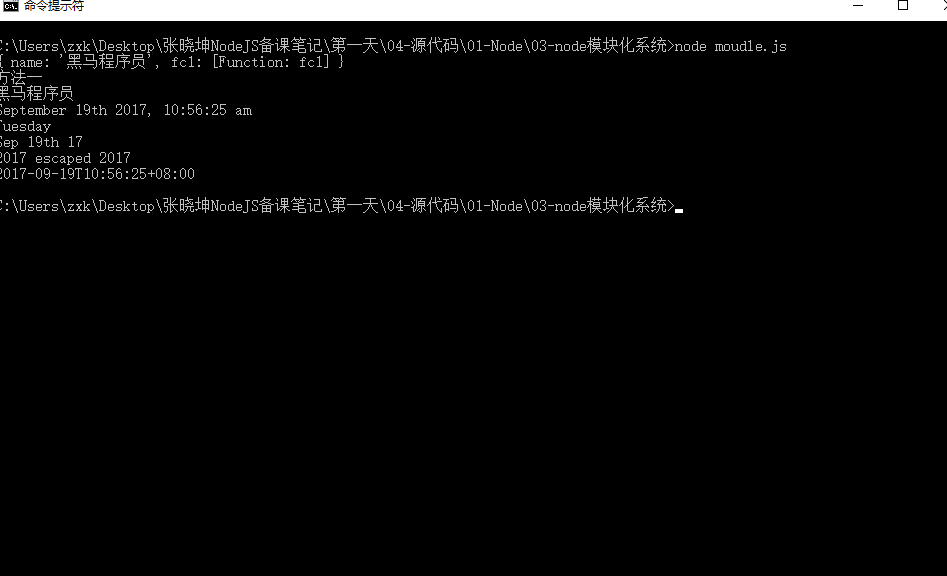 命令提示符
C:\Users\zxk\Desktop\张晓坤NodeJS备课笔记\第一天\04-源代码\01-Node\03-node模块化系统>node moudle.js
{ name: '黑马程序员', fc1: [Function: fc1] }
方法一
黑马程序员
September 19th 2017, 10:56:25 am
Tuesday
Sep 19th 17
2017 escaped 2017
2017-09-19T10:56:25+08:00
C:\Users\zxk\Desktop\张晓坤NodeJS备课笔记\第一天\04-源代码\01-Node\03-node模块化系统>